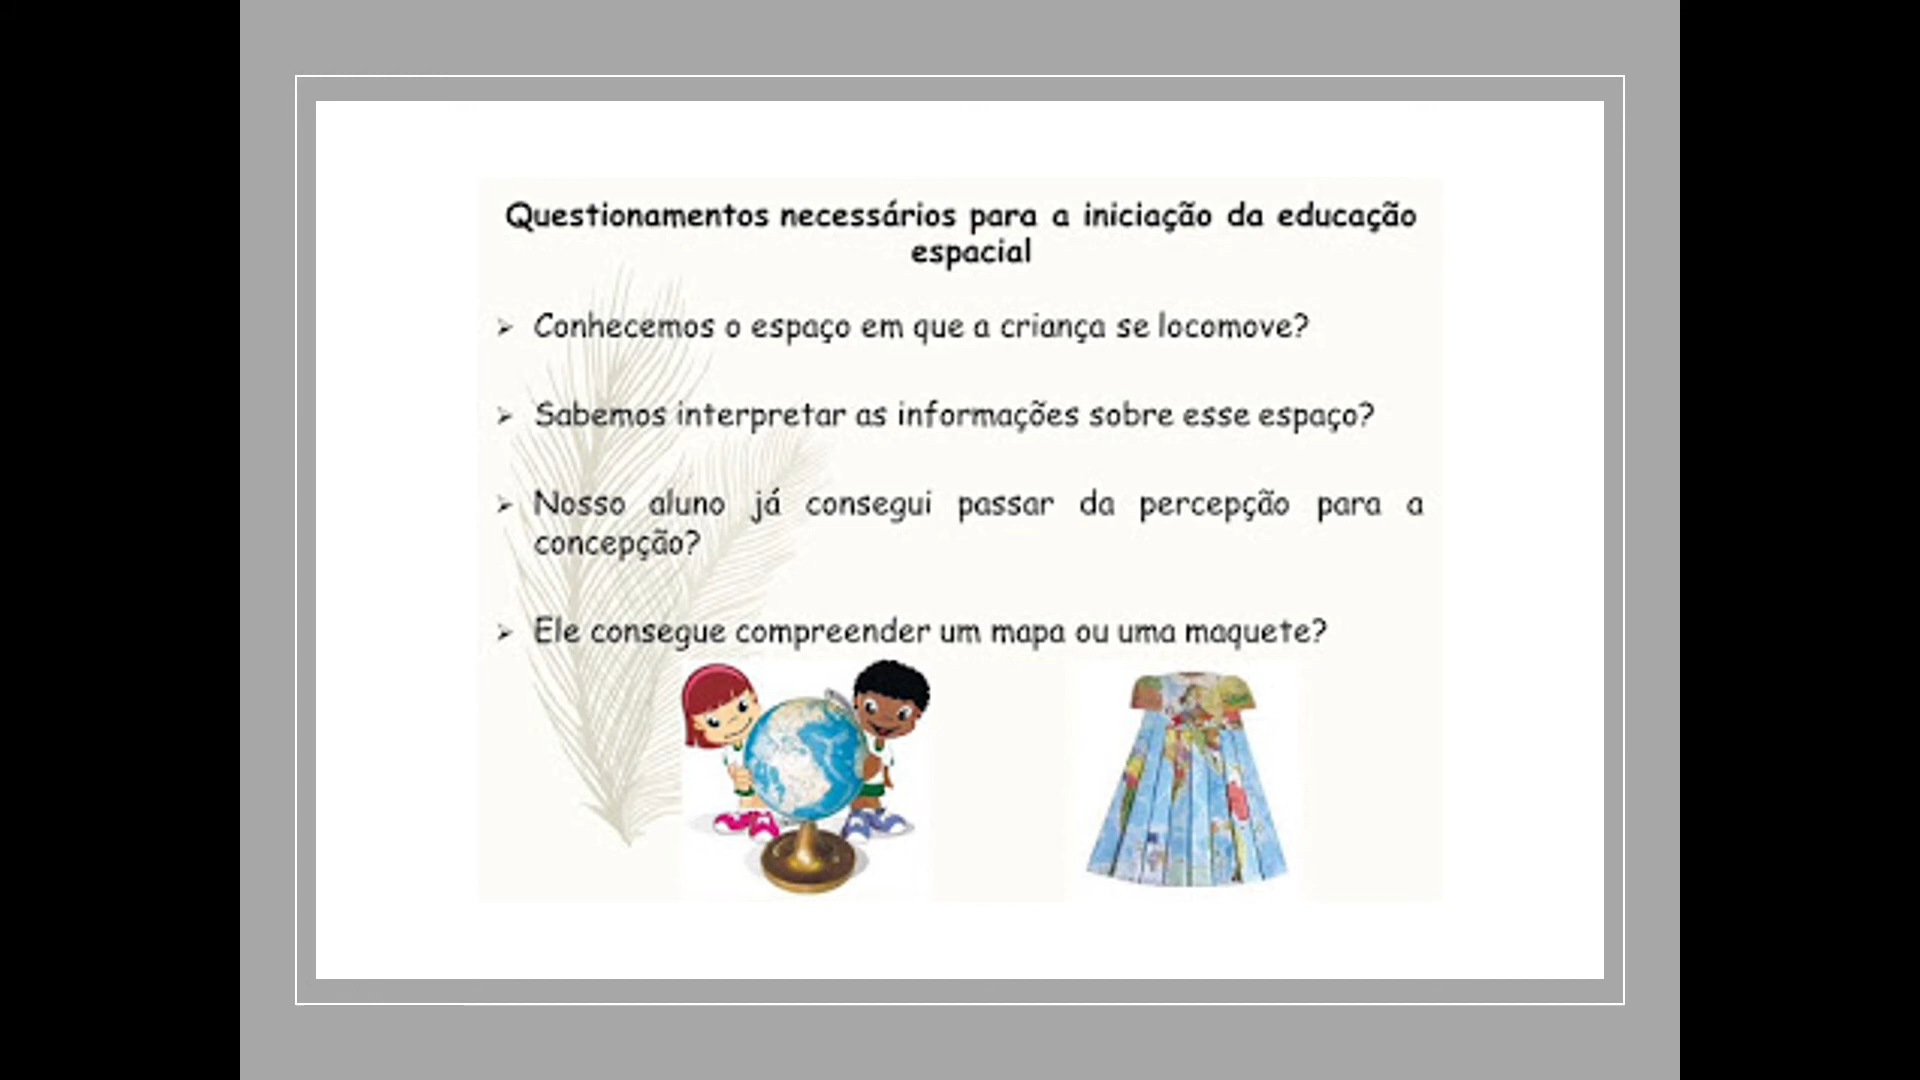 Questionamentos necessários para a iniciação da educação
espacial
➢ Conhecemos o espaço em que a criança se locomove?
➢ Sabemos interpretar as informações sobre esse espaço?
➢ Nosso aluno já consegui passar da percepção para a
concepção?
➢ Ele consegue compreender um mapa ou uma maquete?